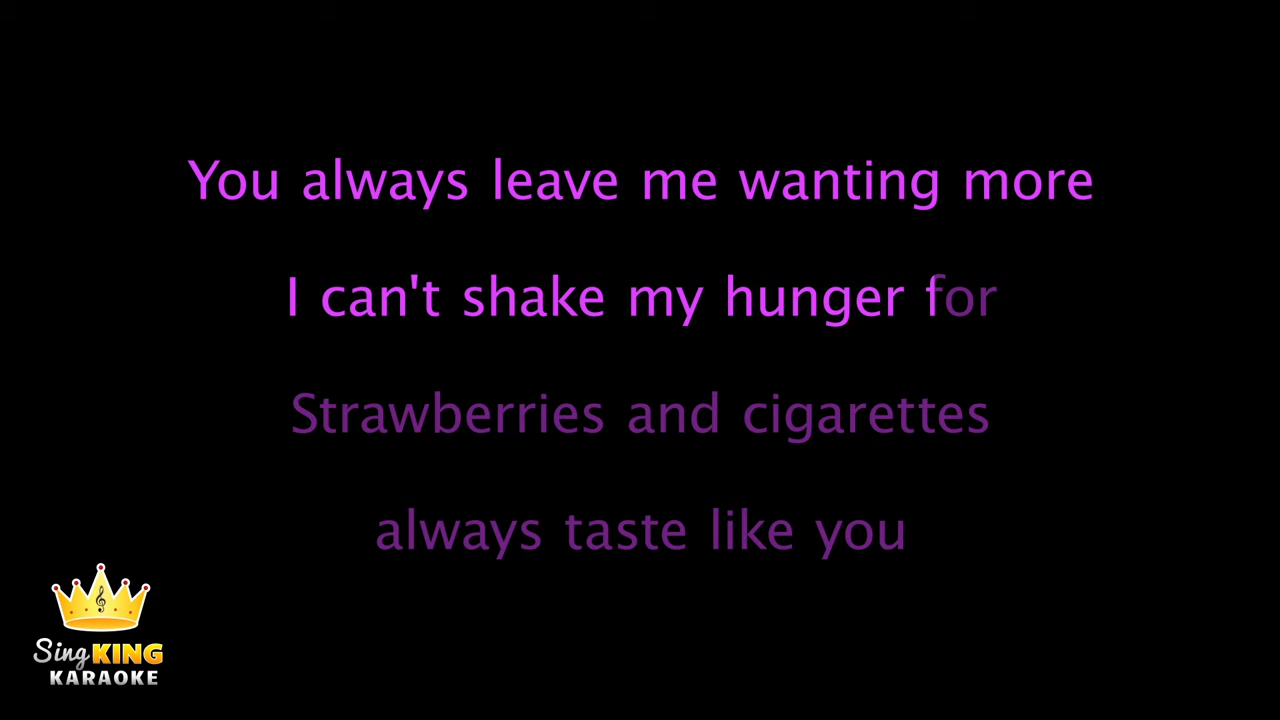 You always leave me wanting more
I can't shake my hunger for
Strawberries and cigarettes
always taste like you
Sing KING
KARAOKE